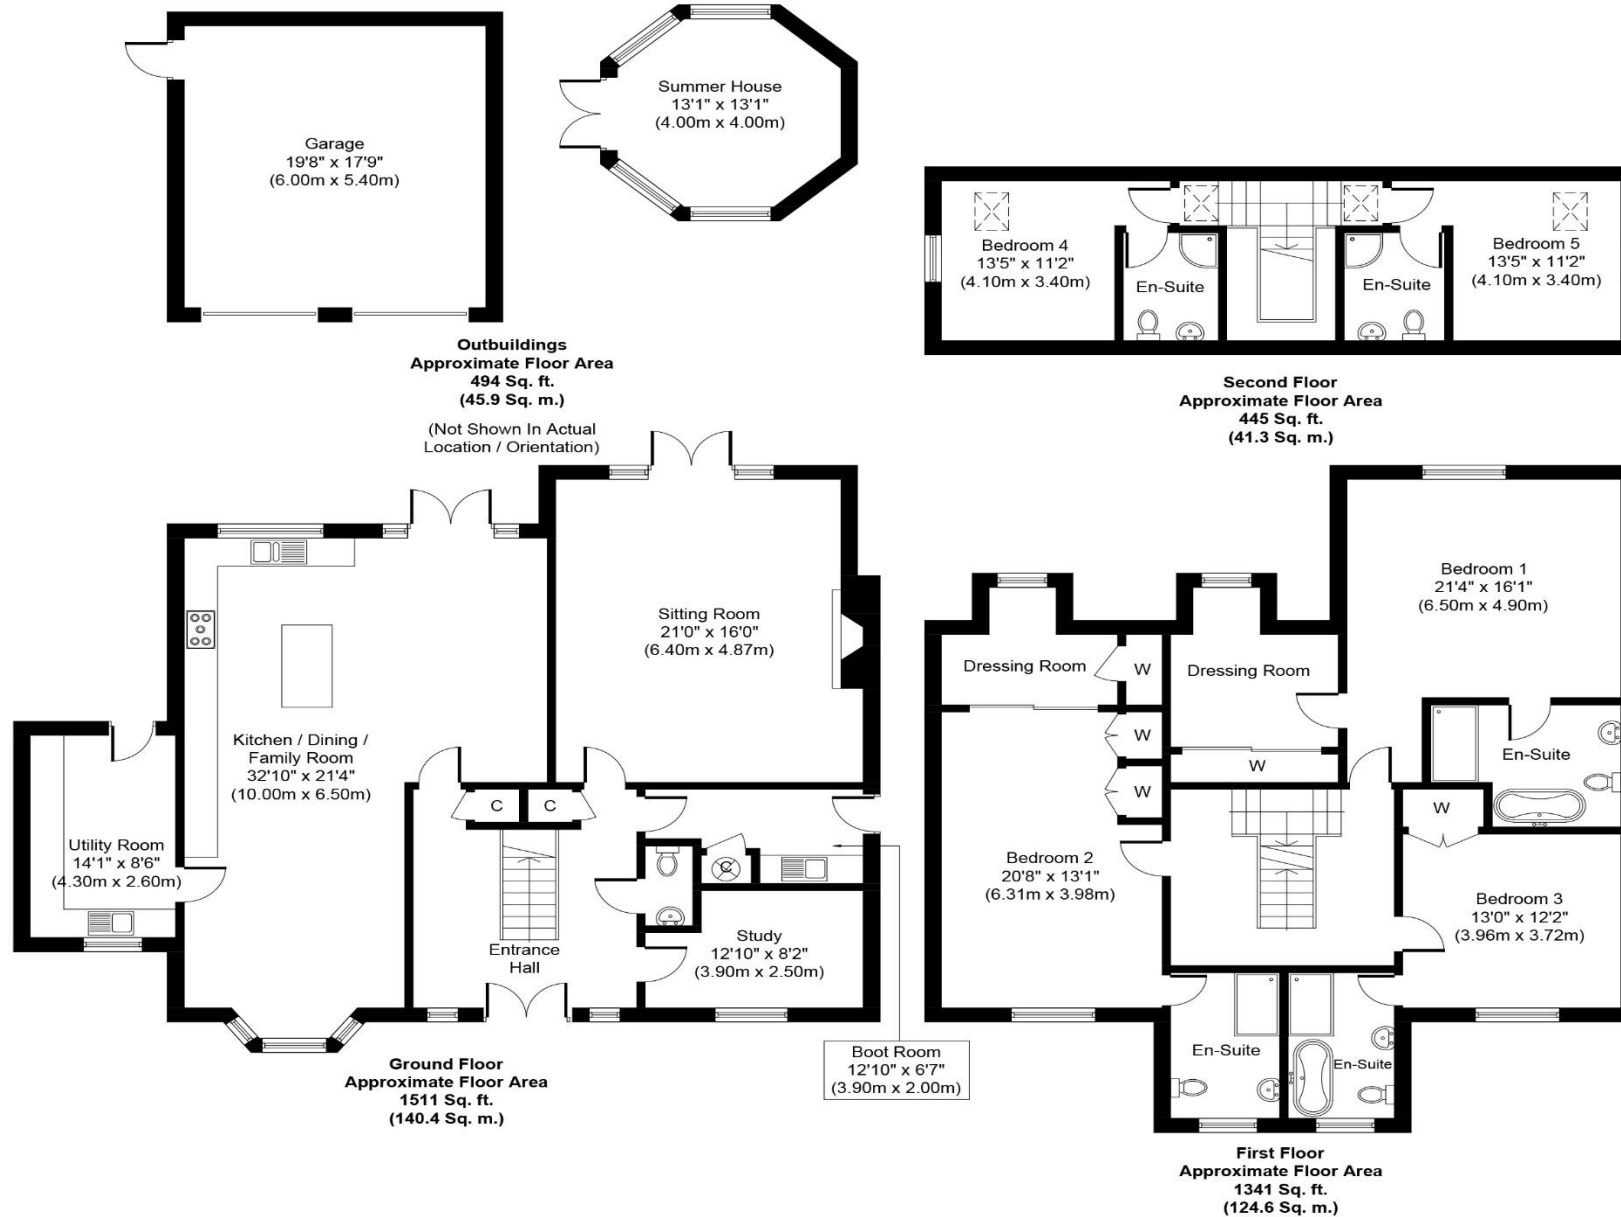 Garage
19'8" x 17'9"
(6.00m x 5.40m)
Summer House
13'1" x 13'1"
(4.00m x 4.00m)
Outbuildings
Approximate Floor Area
494 Sq. ft.
(45.9 Sq. m.)
(Not Shown In Actual
Location / Orientation)
Bedroom 4
13'5" x 11'2"
(4.10m x 3.40m)
En-Suite
En-Suite
Bedroom 5
13'5" x 11'2"
(4.10m x 3.40m)
Second Floor
Approximate Floor Area
445 Sq. ft.
(41.3 Sq. m.)
Kitchen / Dining /
Family Room
32'10" x 21'4"
(10.00m x 6.50m)
Sitting Room
21'0" x 16'0"
(6.40m x 4.87m)
Utility Room
14'1" x 8'6"
(4.30m x 2.60m)
C
C
C
Entrance
Hall
Study
12'10" x 8'2"
(3.90m x 2.50m)
Boot Room
12'10" x 6'7"
(3.90m x 2.00m)
Ground Floor
Approximate Floor Area
1511 Sq. ft.
(140.4 Sq. m.)
Bedroom 1
21'4" x 16'1"
(6.50m x 4.90m)
Dressing Room
W
Dressing Room
W
W
W
En-Suite
W
Bedroom 2
20'8" x 13'1"
(6.31m x 3.98m)
Bedroom 3
13'0" x 12'2"
(3.96m x 3.72m)
En-Suite
En-Suite
First Floor
Approximate Floor Area
1341 Sq. ft.
(124.6 Sq. m.)